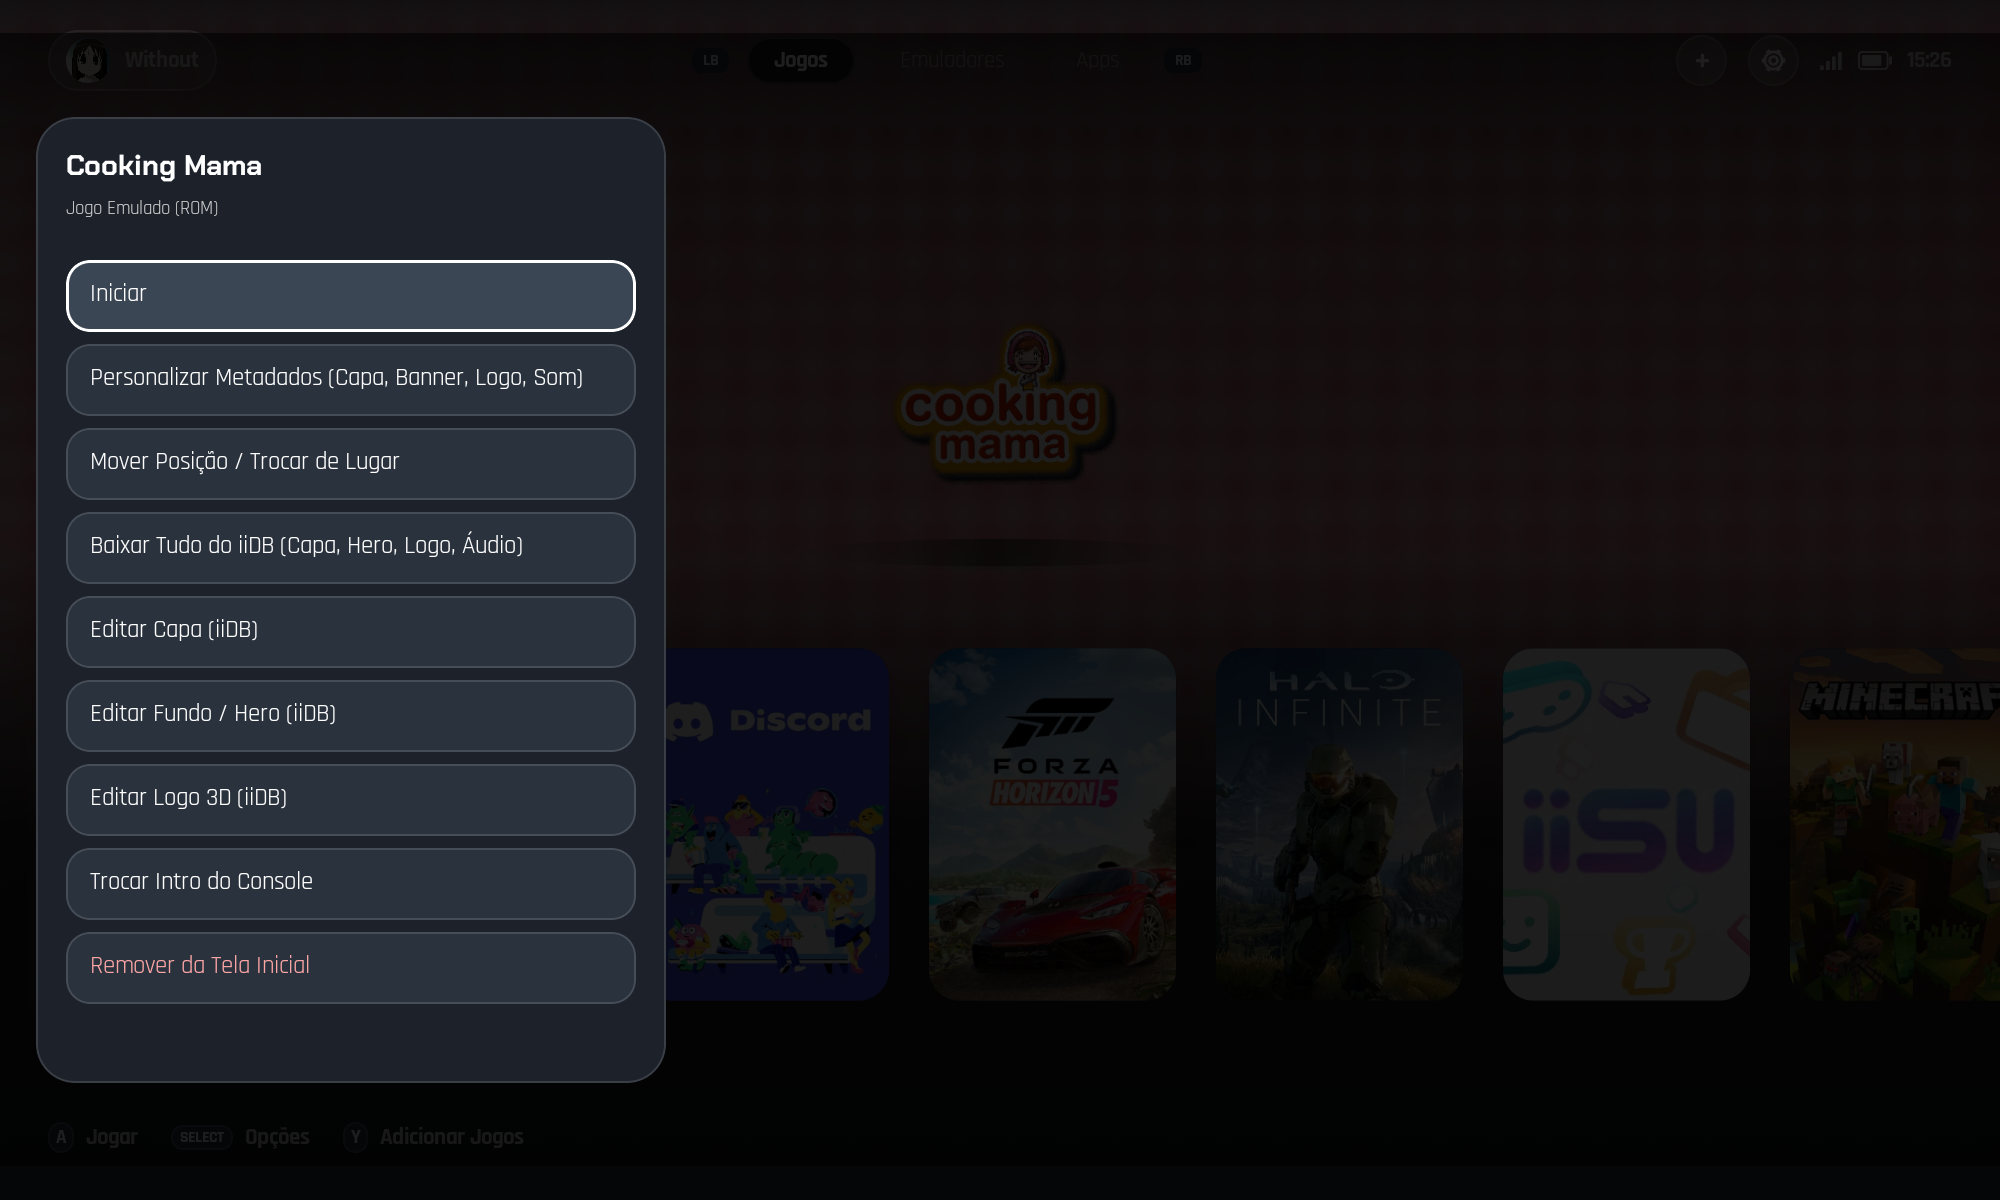 Without
LB
Jogos
Emuladores
Apps
RB
+
15:26
Cooking Mama
Jogo Emulado (ROM)
Iniciar
Personalizar Metadados (Capa, Banner, Logo, Som)
Mover Posição / Trocar de Lugar
Baixar Tudo do iiDB (Capa, Hero, Logo, Áudio)
Editar Capa (iiDB)
Editar Fundo / Hero (iiDB)
Editar Logo 3D (iiDB)
Trocar Intro do Console
Remover da Tela Inicial
cooking
mama
Discord
FORZA
HORIZON 5
HALO
INFINITE
iiSU
MINECRAF
A Jogar
SELECT Opções
Y Adicionar Jogos